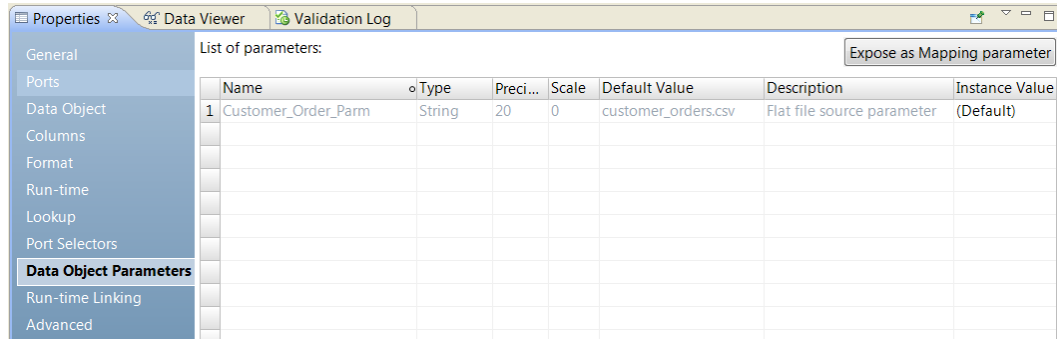 Properties Data Viewer Validation Log
General
Ports
Data Object
Columns
Format
Run-time
Lookup
Port Selectors
Data Object Parameters
Run-time Linking
Advanced
List of parameters: Expose as Mapping parameter
Name Type Preci... Scale Default Value Description Instance Value
1 Customer_Order_Parm String 20 0 customer_orders.csv Flat file source parameter (Default)